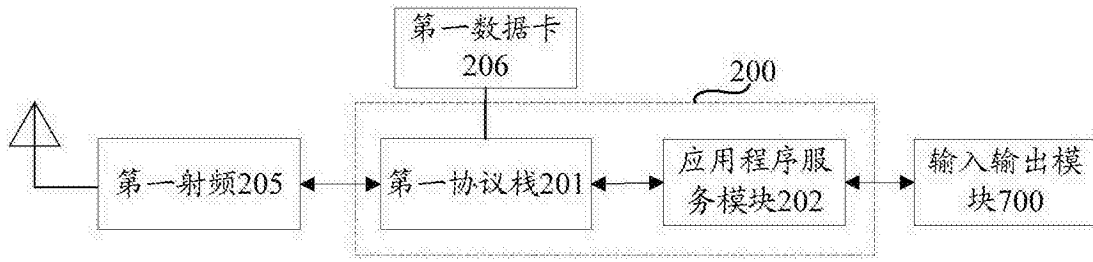 第一数据卡
206
200
第一射频205
第一协议栈201
应用程序服
务模块202
输入输出模
块700